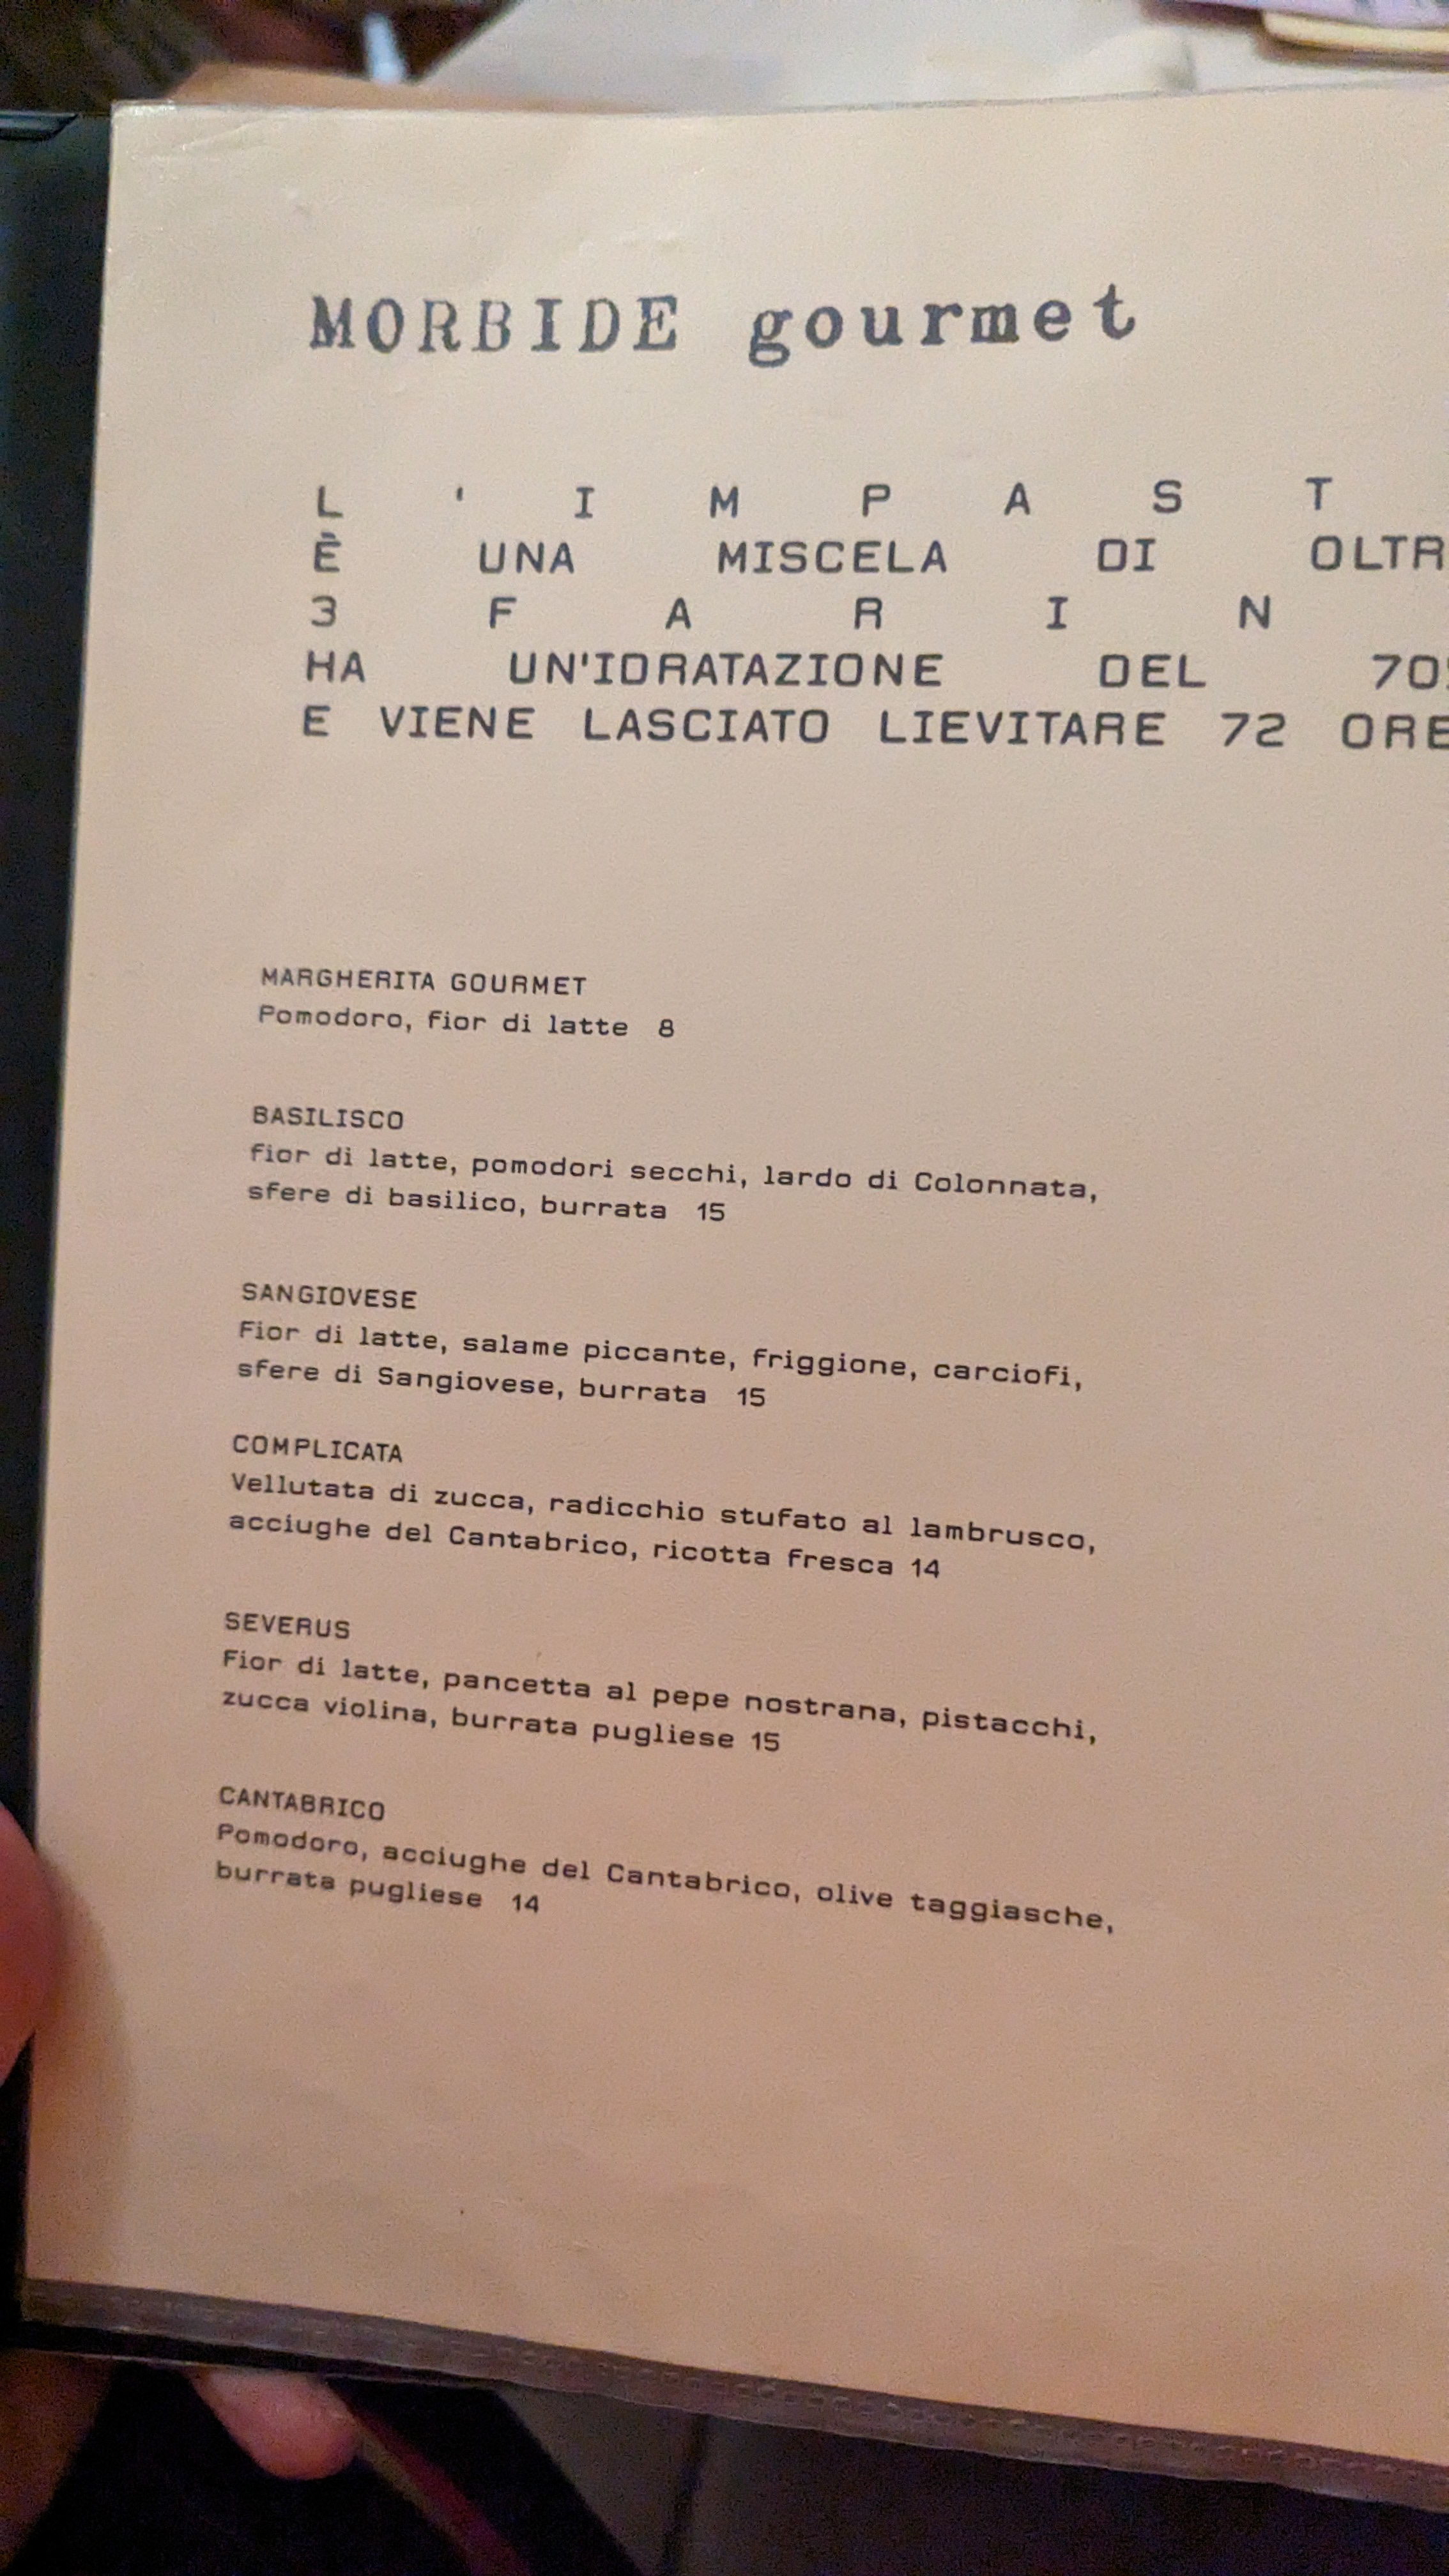 MORBIDE gourmet
L ' I M P A S T
È UNA MISCELA DI OLTR
3 F A R I N
HA UN'IDRATAZIONE DEL 70
E VIENE LASCIATO LIEVITARE 72 ORE
MARGHERITA GOURMET
Pomodoro, fior di latte 8
BASILISCO
fior di latte, pomodori secchi, lardo di Colonnata,
sfere di basilico, burrata 15
SANGIOVESE
Fior di latte, salame piccante, friggione, carciofi,
sfere di Sangiovese, burrata 15
COMPLICATA
Vellutata di zucca, radicchio stufato al lambrusco,
acciughe del Cantabrico, ricotta fresca 14
SEVERUS
Fior di latte, pancetta al pepe nostrana, pistacchi,
zucca violina, burrata pugliese 15
CANTABRICO
Pomodoro, acciughe del Cantabrico, olive taggiasche,
burrata pugliese 14